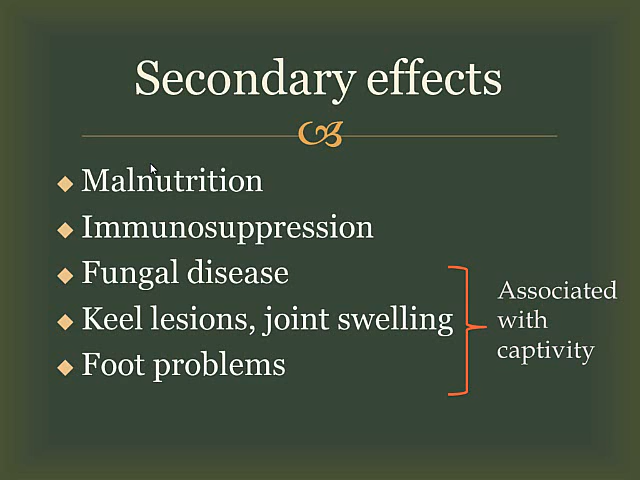 Secondary effects
Malnutrition
Immunosuppression
Fungal disease
Keel lesions, joint swelling
Foot problems
Associated
with
captivity